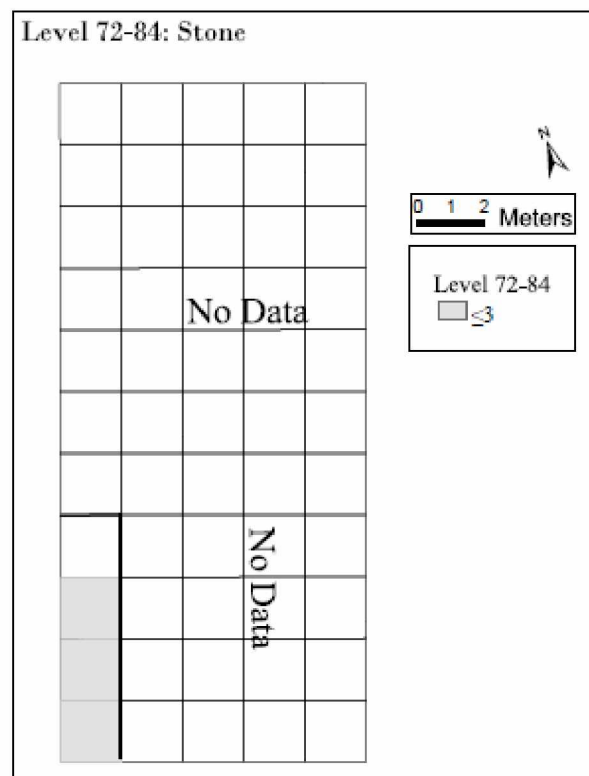 Level 72-84: Stone
N
0 1 2 Meters
Level 72-84
≤3
No Data
No Data